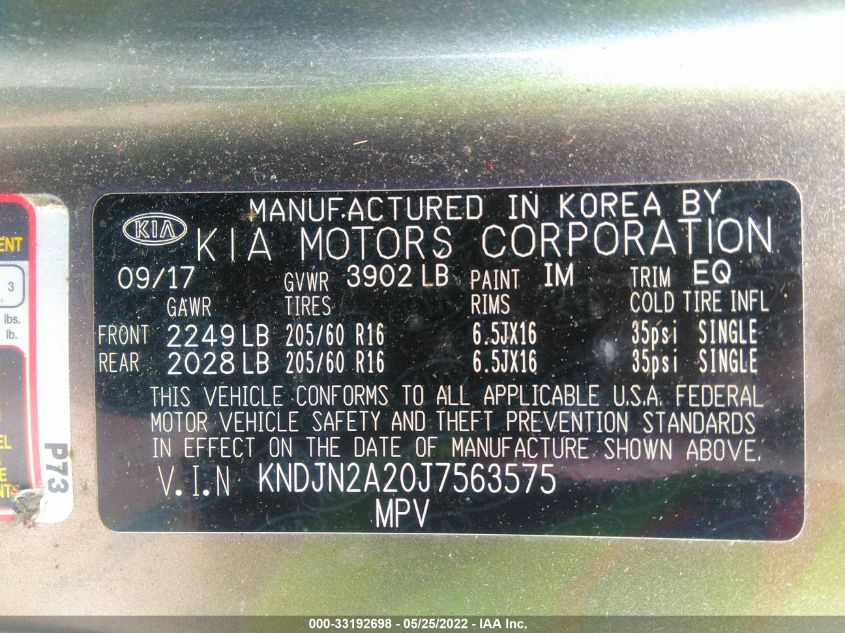 MANUFACTURED IN KOREA BY
KIA KIA MOTORS CORPORATION
09/17 GVWR 3902 LB PAINT IM TRIM EQ
GAWR TIRES RIMS COLD TIRE INFL
FRONT 2249 LB 205/60 R16 6.5JX16 35psi SINGLE
REAR 2028 LB 205/60 R16 6.5JX16 35psi SINGLE
THIS VEHICLE CONFORMS TO ALL APPLICABLE U.S.A. FEDERAL
MOTOR VEHICLE SAFETY AND THEFT PREVENTION STANDARDS
IN EFFECT ON THE DATE OF MANUFACTURE SHOWN ABOVE.
V.I.N KNDJN2A20J7563575
MPV
3
lbs.
lb.
P73
000-33192698 - 05/25/2022 - IAA Inc.